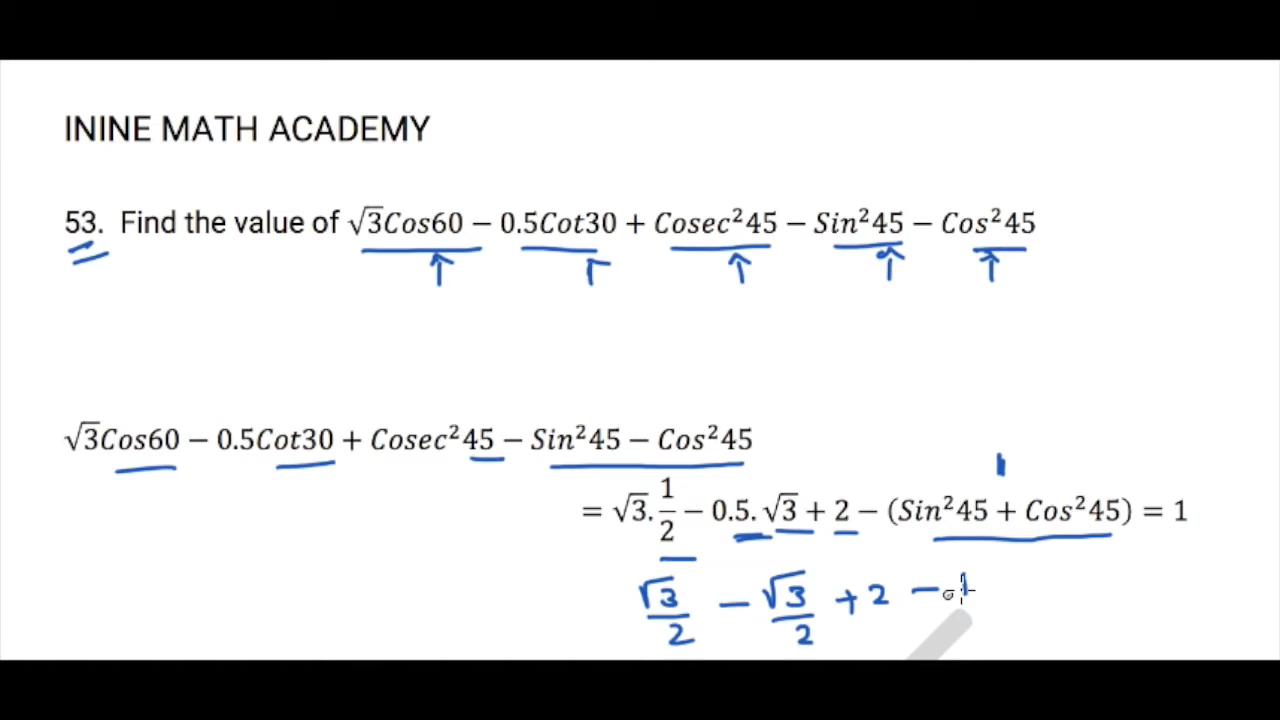 ININE MATH ACADEMY
53. Find the value of √3Cos60 − 0.5Cot30 + Cosec²45 − Sin²45 − Cos²45
√3Cos60 − 0.5Cot30 + Cosec²45 − Sin²45 − Cos²45
1
= √3. 1/2 − 0.5. √3 + 2 − (Sin²45 + Cos²45) = 1
√3/2 − √3/2 + 2 − 1